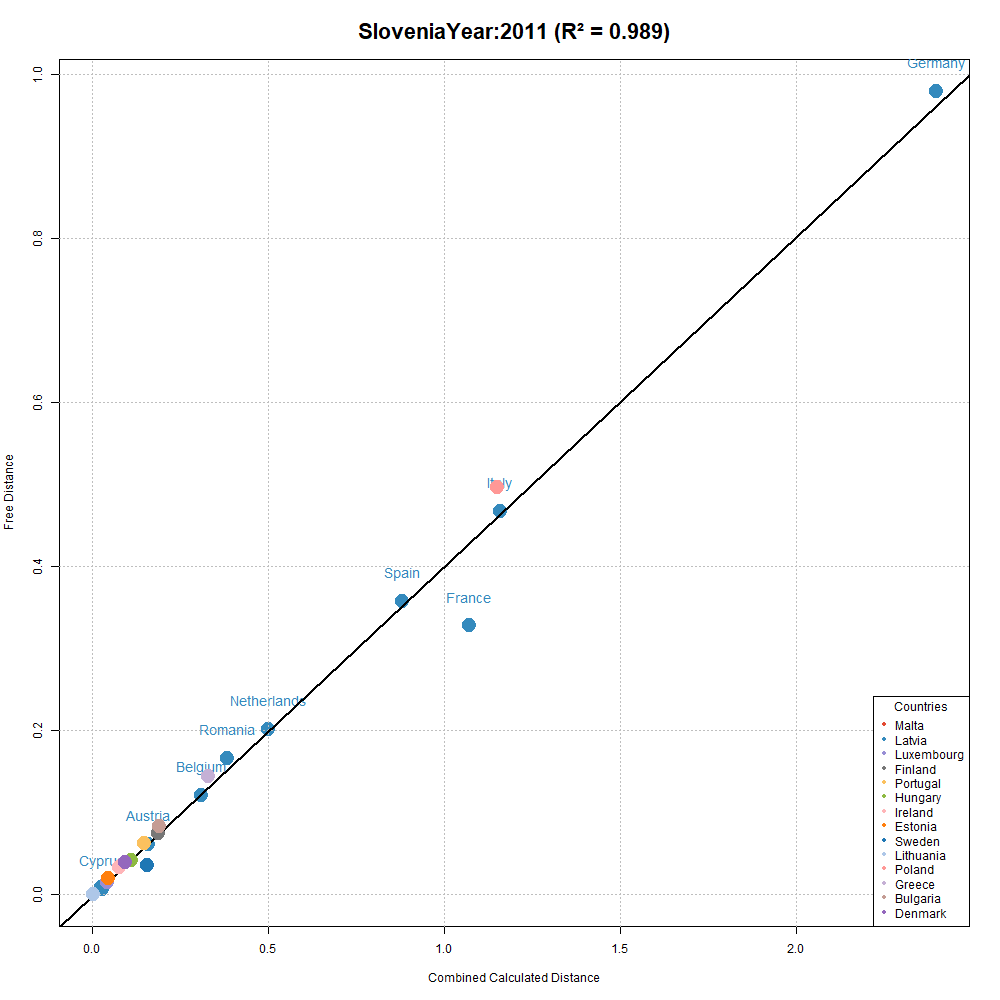 SloveniaYear:2011 (R² = 0.989)
Germany
Italy
Spain
France
Netherlands
Romania
Belgium
Austria
Cyprus
1.0
0.8
0.6
0.4
0.2
0.0
Free Distance
0.0 0.5 1.0 1.5 2.0
Combined Calculated Distance
Countries
Malta
Latvia
Luxembourg
Finland
Portugal
Hungary
Ireland
Estonia
Sweden
Lithuania
Poland
Greece
Bulgaria
Denmark